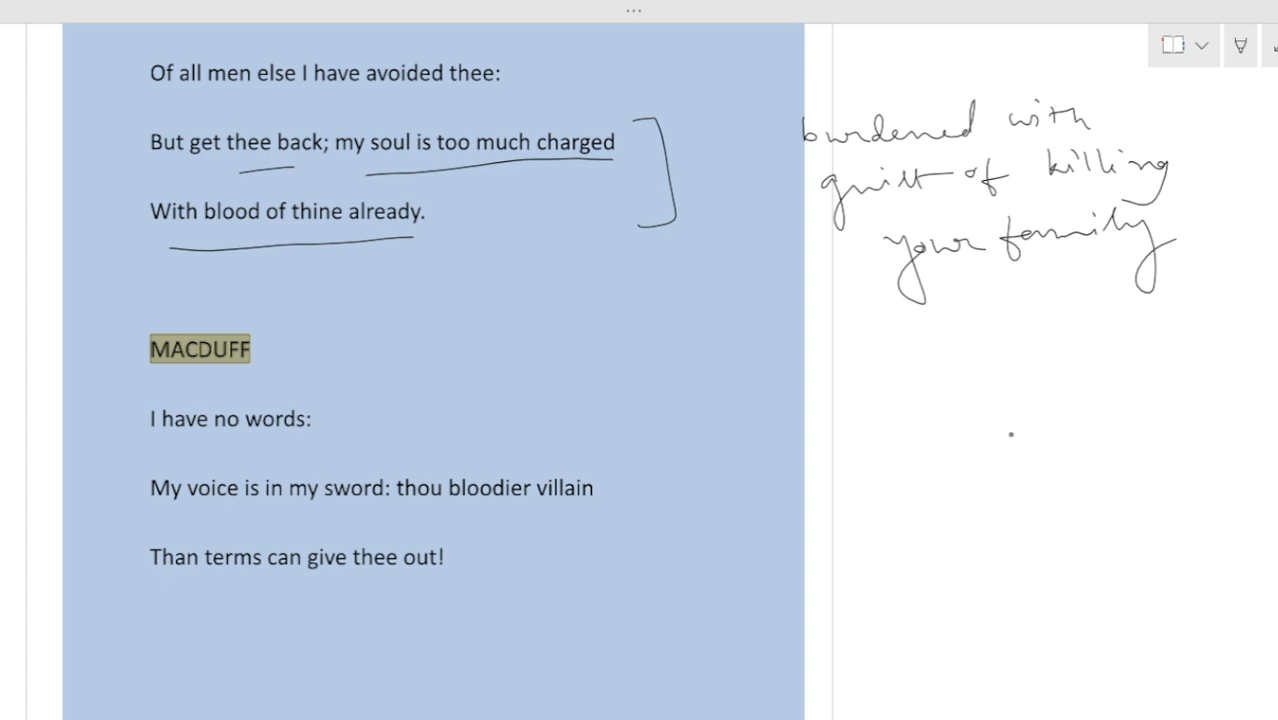 Of all men else I have avoided thee:
But get thee back; my soul is too much charged
With blood of thine already.
burdened with
guilt of killing
your family
MACDUFF
I have no words:
My voice is in my sword: thou bloodier villain
Than terms can give thee out!